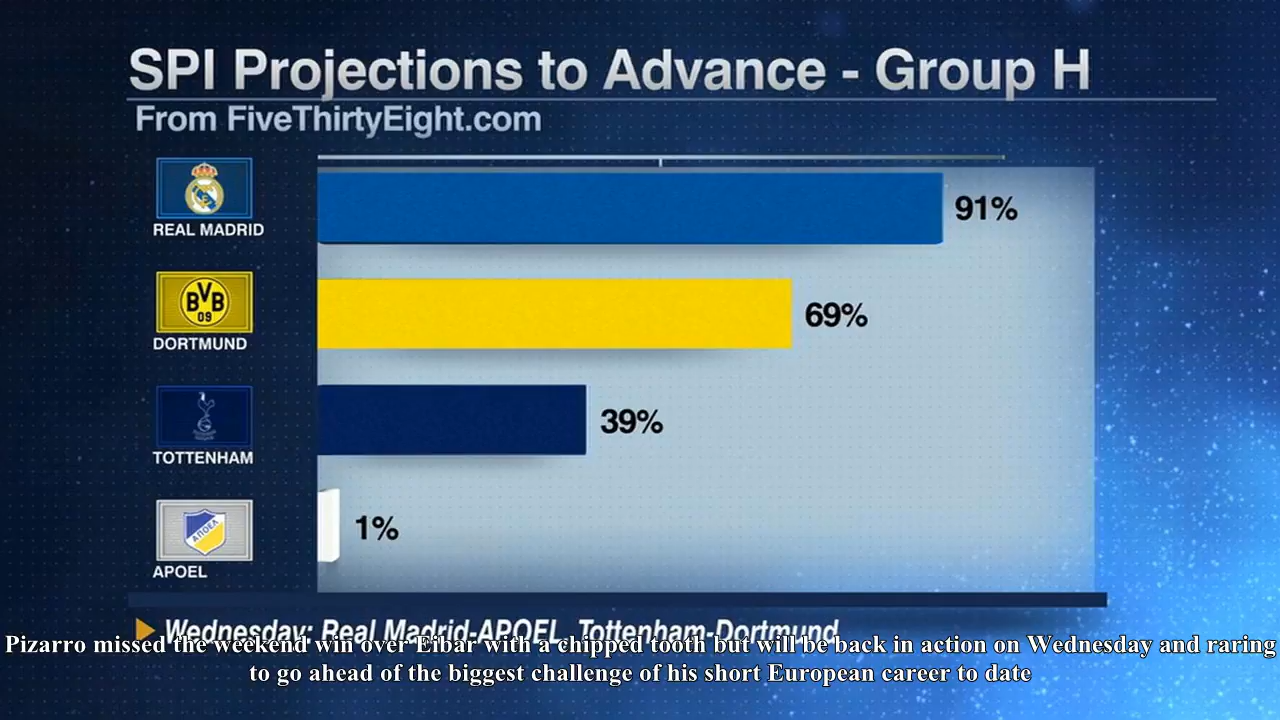 SPI Projections to Advance - Group H
From FiveThirtyEight.com
REAL MADRID
91%
BVB
09
DORTMUND
69%
TOTTENHAM
39%
ΑΠΟΕΛ
APOEL
1%
Wednesday: Real Madrid-APOEL, Tottenham-Dortmund
Pizarro missed the weekend win over Eibar with a chipped tooth but will be back in action on Wednesday and raring
to go ahead of the biggest challenge of his short European career to date